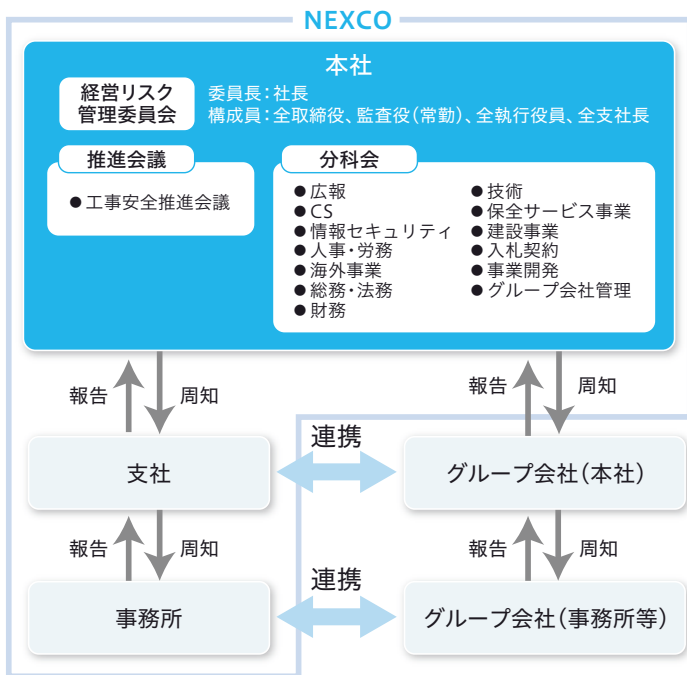 NEXCO
本社
経営リスク
管理委員会
委員長：社長
構成員：全取締役、監査役（常勤）、全執行役員、全支社長
推進会議
●工事安全推進会議
分科会
●広報
●CS
●情報セキュリティ
●人事・労務
●海外事業
●総務・法務
●財務
●技術
●保全サービス事業
●建設事業
●入札契約
●事業開発
●グループ会社管理
報告
周知
報告
周知
連携
支社
グループ会社（本社）
報告
周知
報告
周知
連携
事務所
グループ会社（事務所等）